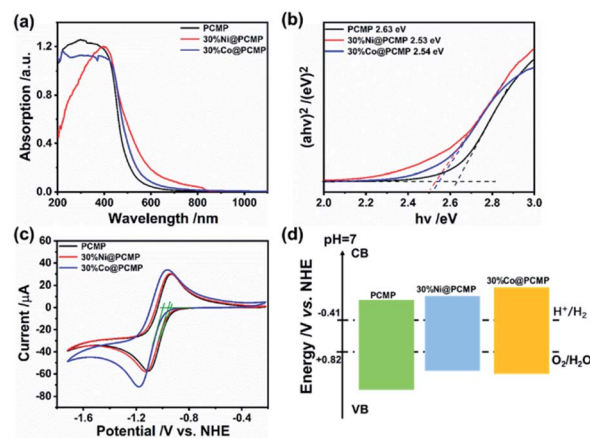 (a)
PCMP
30%Ni@PCMP
30%Co@PCMP
1.2
0.8
0.4
0.0
Absorption /a.u.
200 400 600 800 1000
Wavelength /nm
(b)
PCMP 2.63 eV
30%Ni@PCMP 2.53 eV
30%Co@PCMP 2.54 eV
(ahv)² /(eV)²
2.0 2.2 2.4 2.6 2.8 3.0
hv /eV
(c)
PCMP
30%Ni@PCMP
30%Co@PCMP
60
40
20
0
-20
-40
-60
-80
Current /μA
-1.6 -1.2 -0.8 -0.4
Potential /V vs. NHE
(d)
pH=7
CB
PCMP
30%Ni@PCMP
30%Co@PCMP
-0.41
H⁺/H₂
+0.82
O₂/H₂O
Energy /V vs. NHE
VB